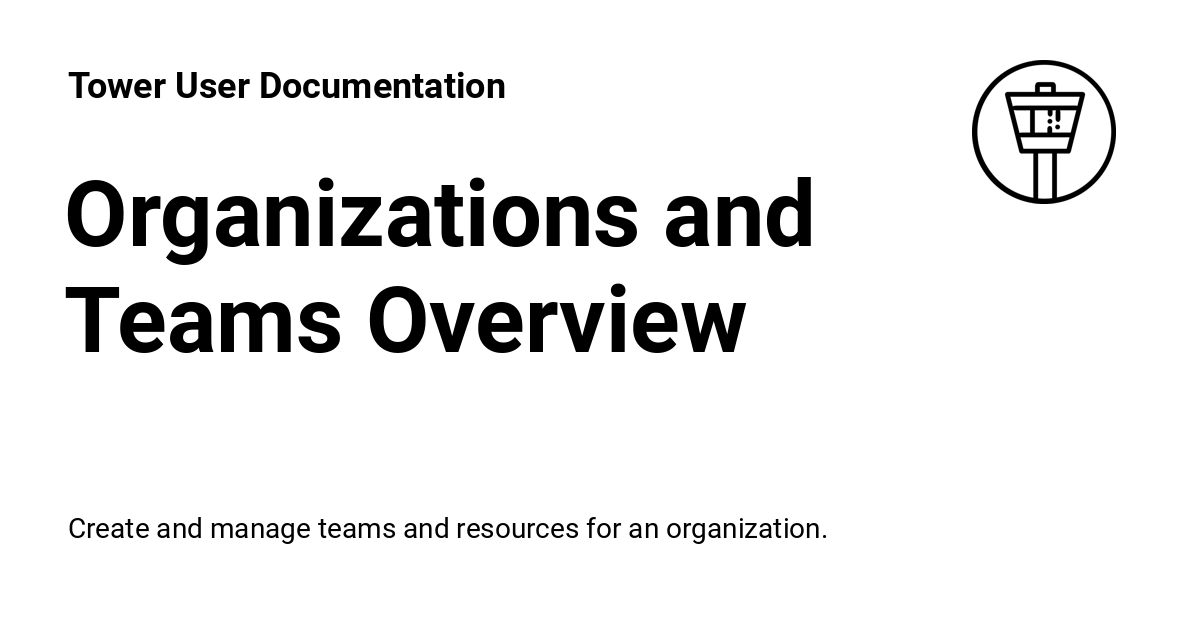 Tower User Documentation
Organizations and
Teams Overview
Create and manage teams and resources for an organization.